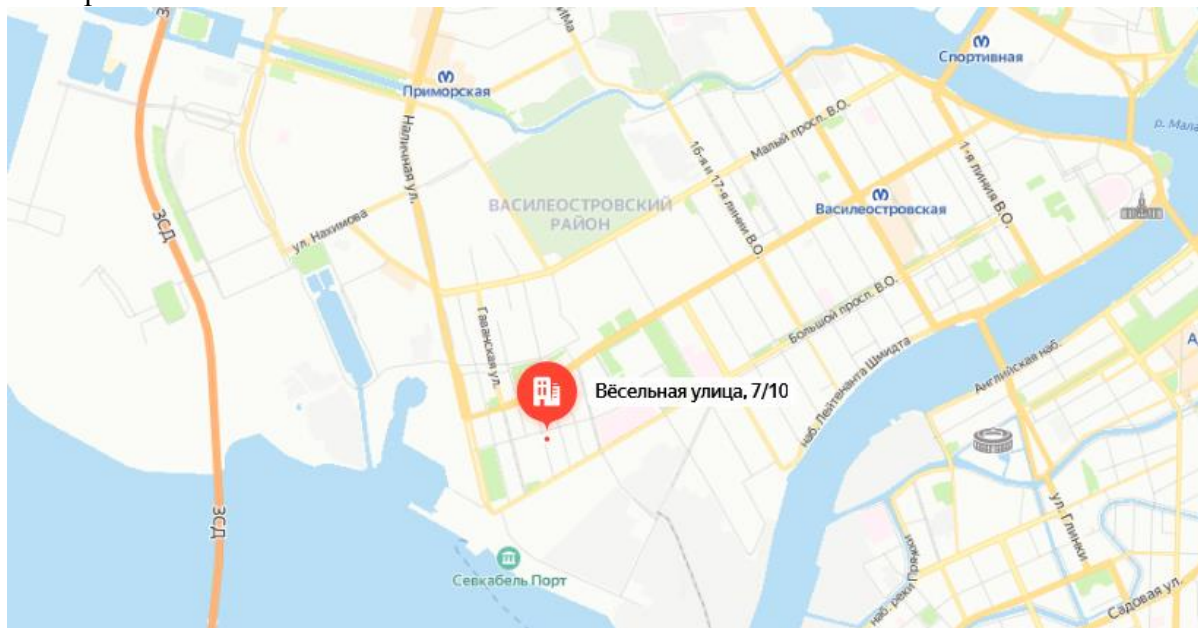 Спортивная
Приморская
Наличная ул.
Малый просп. В.О.
р. Мала
16-я и 17-я линии В.О.
1-я линия В.О.
ЗСД
ВАСИЛЕОСТРОВСКИЙ
РАЙОН
Василеостровская
ул. Нахимова
Гаванская ул.
Большой просп. В.О.
наб. Лейтенанта Шмидта
Английская наб.
Вёсельная улица, 7/10
ЗСД
ул. Глинки
Севкабель Порт
наб. реки Пряжки
Садовая ул.